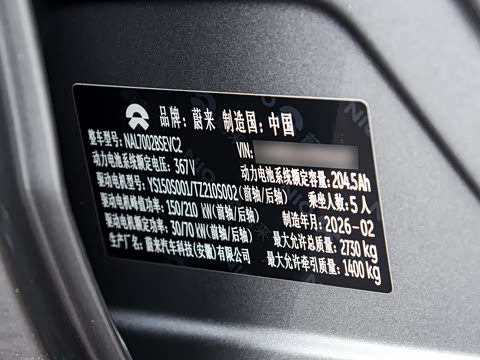 品牌：蔚来 制造国：中国
整车型号：NAL7002BSEVC2 VIN:
动力电池系统额定电压：367V 动力电池系统额定容量：204.5Ah
驱动电机型号：YS150S001/TZ210S002(前轴/后轴) 乘坐人数：5人
驱动电机峰值功率：150/210 kW(前轴/后轴) 制造年月：2026-02
驱动电机额定功率：30/70 kW(前轴/后轴) 最大允许总质量：2730 kg
生产厂名：蔚来汽车科技(安徽)有限公司 最大允许牵引质量：1400 kg